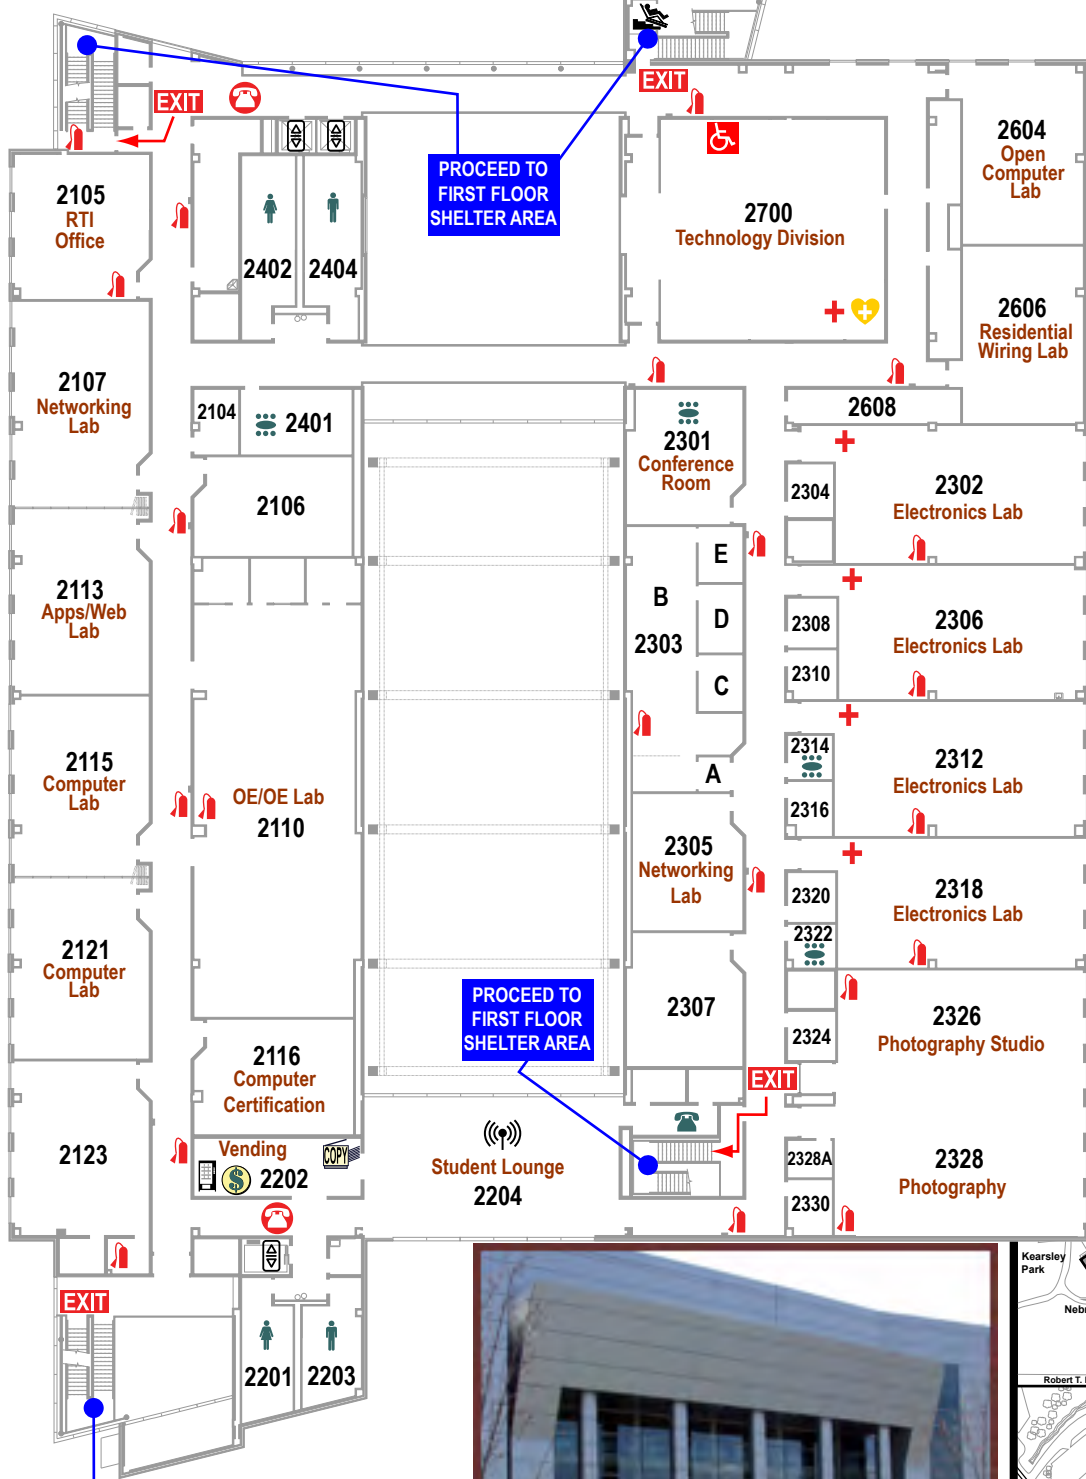 EXIT
EXIT
PROCEED TO
FIRST FLOOR
SHELTER AREA
2105
RTI
Office
2402
2404
2700
Technology Division
2604
Open
Computer
Lab
2606
Residential
Wiring Lab
2107
Networking
Lab
2104
2401
2106
2301
Conference
Room
2608
2304
2302
Electronics Lab
2113
Apps/Web
Lab
E
B
D
2303
C
A
2308
2306
Electronics Lab
2310
2115
Computer
Lab
OE/OE Lab
2110
2314
2312
Electronics Lab
2316
2305
Networking
Lab
2320
2318
Electronics Lab
2322
2121
Computer
Lab
PROCEED TO
FIRST FLOOR
SHELTER AREA
2307
2324
2326
Photography Studio
2116
Computer
Certification
EXIT
2123
Vending
2202
$
COPY
Student Lounge
2204
2328A
2328
Photography
2330
EXIT
2201
2203
Kearsley
Park
Neb
Robert T.